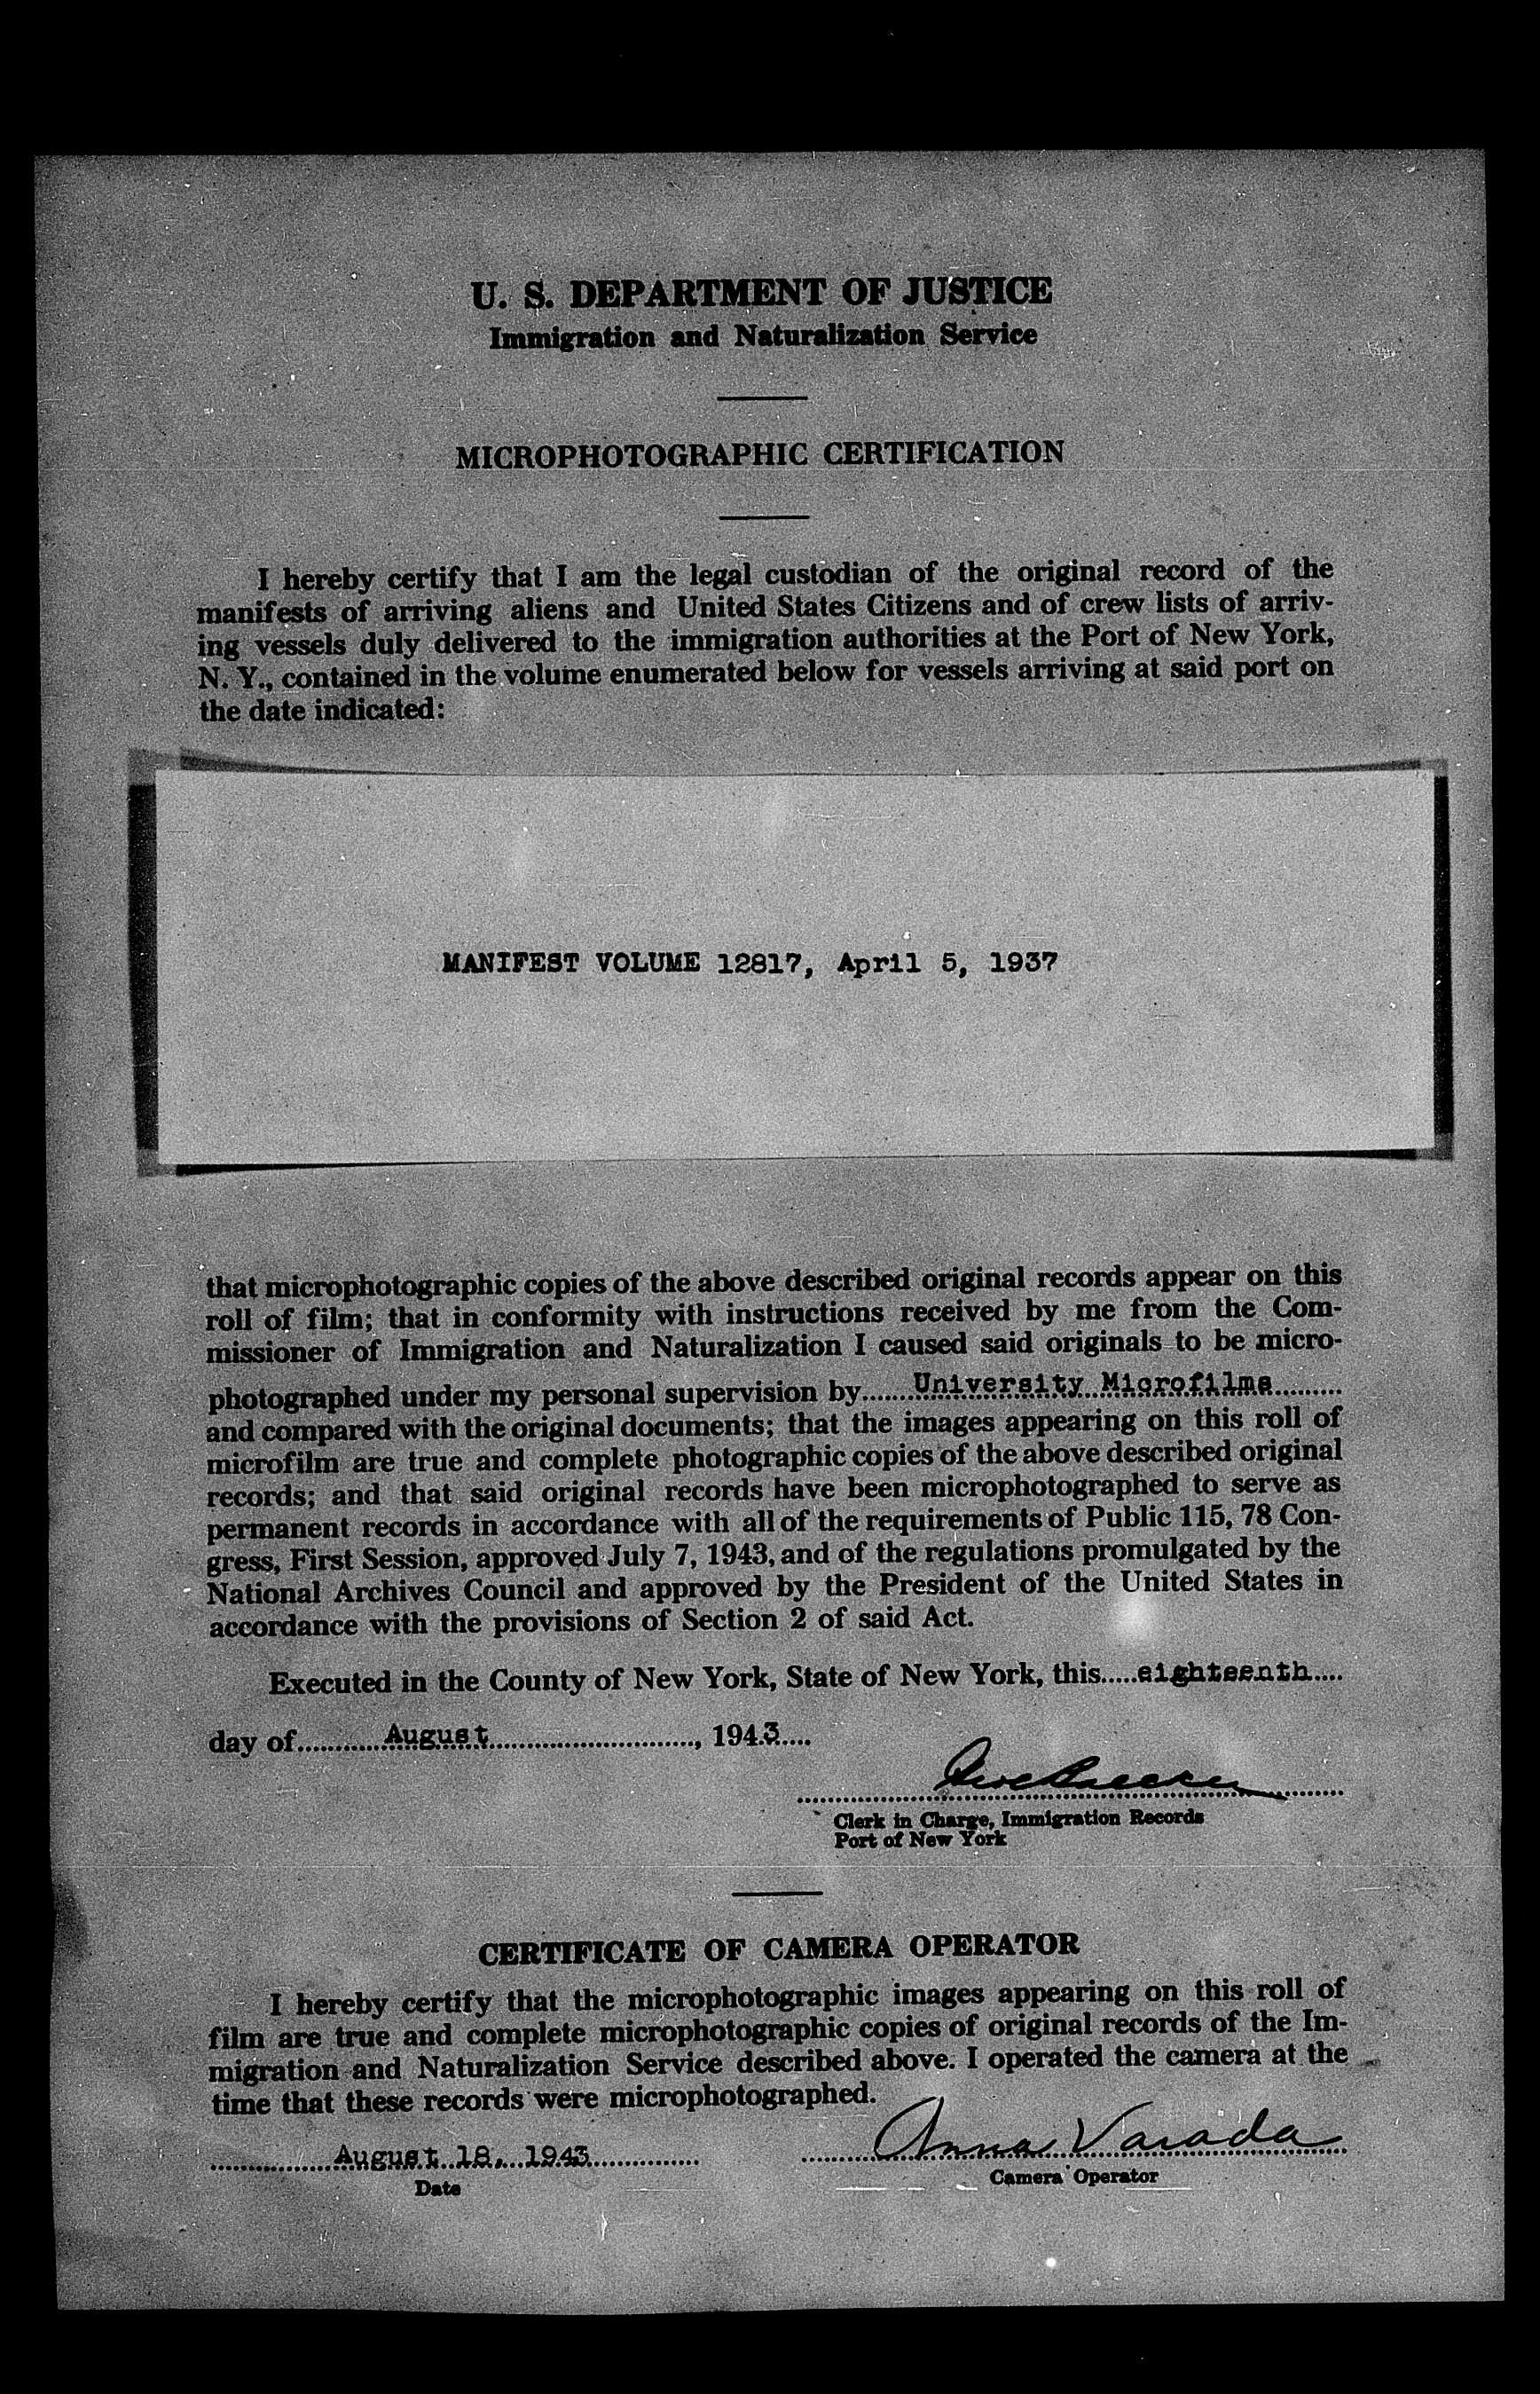 U. S. DEPARTMENT OF JUSTICE
Immigration and Naturalization Service
MICROPHOTOGRAPHIC CERTIFICATION
I hereby certify that I am the legal custodian of the original record of the
manifests of arriving aliens and United States Citizens and of crew lists of arriv-
ing vessels duly delivered to the immigration authorities at the Port of New York,
N. Y., contained in the volume enumerated below for vessels arriving at said port on
the date indicated:
MANIFEST VOLUME 12817, April 5, 1937
that microphotographic copies of the above described original records appear on this
roll of film; that in conformity with instructions received by me from the Com-
missioner of Immigration and Naturalization I caused said originals to be micro-
photographed under my personal supervision by University Microfilms
and compared with the original documents; that the images appearing on this roll of
microfilm are true and complete photographic copies of the above described original
records; and that said original records have been microphotographed to serve as
permanent records in accordance with all of the requirements of Public 115, 78 Con-
gress, First Session, approved July 7, 1943, and of the regulations promulgated by the
National Archives Council and approved by the President of the United States in
accordance with the provisions of Section 2 of said Act.
Executed in the County of New York, State of New York, this eighteenth
day of August, 1943
Clerk in Charge, Immigration Records
Port of New York
CERTIFICATE OF CAMERA OPERATOR
I hereby certify that the microphotographic images appearing on this roll of
film are true and complete microphotographic copies of original records of the Im-
migration and Naturalization Service described above. I operated the camera at the
time that these records were microphotographed.
August 18, 1943 Anna Varada
Date Camera Operator